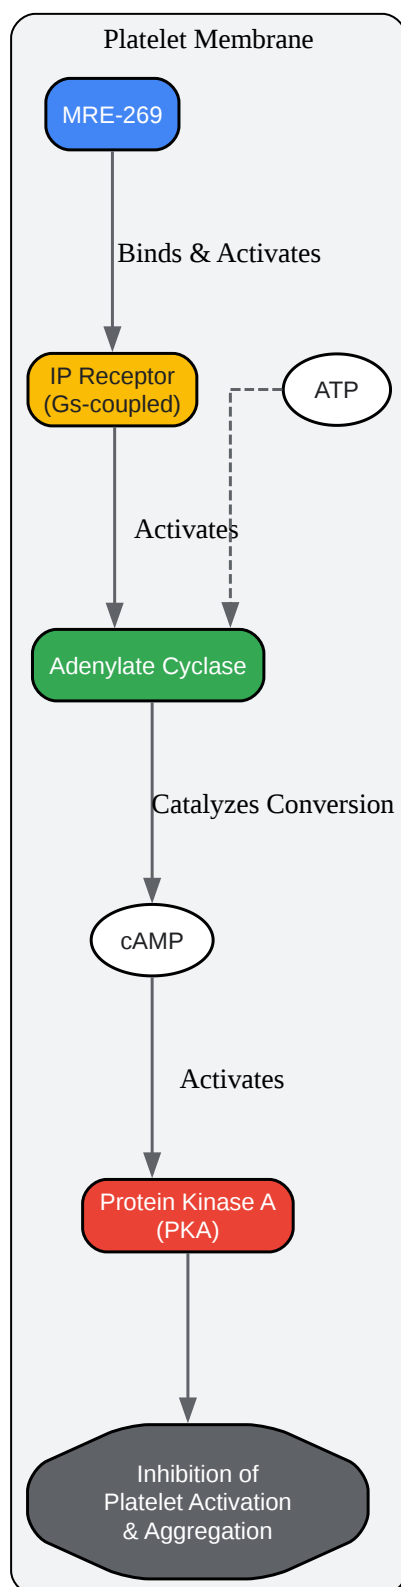 Platelet Membrane
MRE-269
Binds & Activates
IP Receptor
(Gs-coupled)
ATP
Activates
Adenylate Cyclase
Catalyzes Conversion
cAMP
Activates
Protein Kinase A
(PKA)
Inhibition of
Platelet Activation
& Aggregation